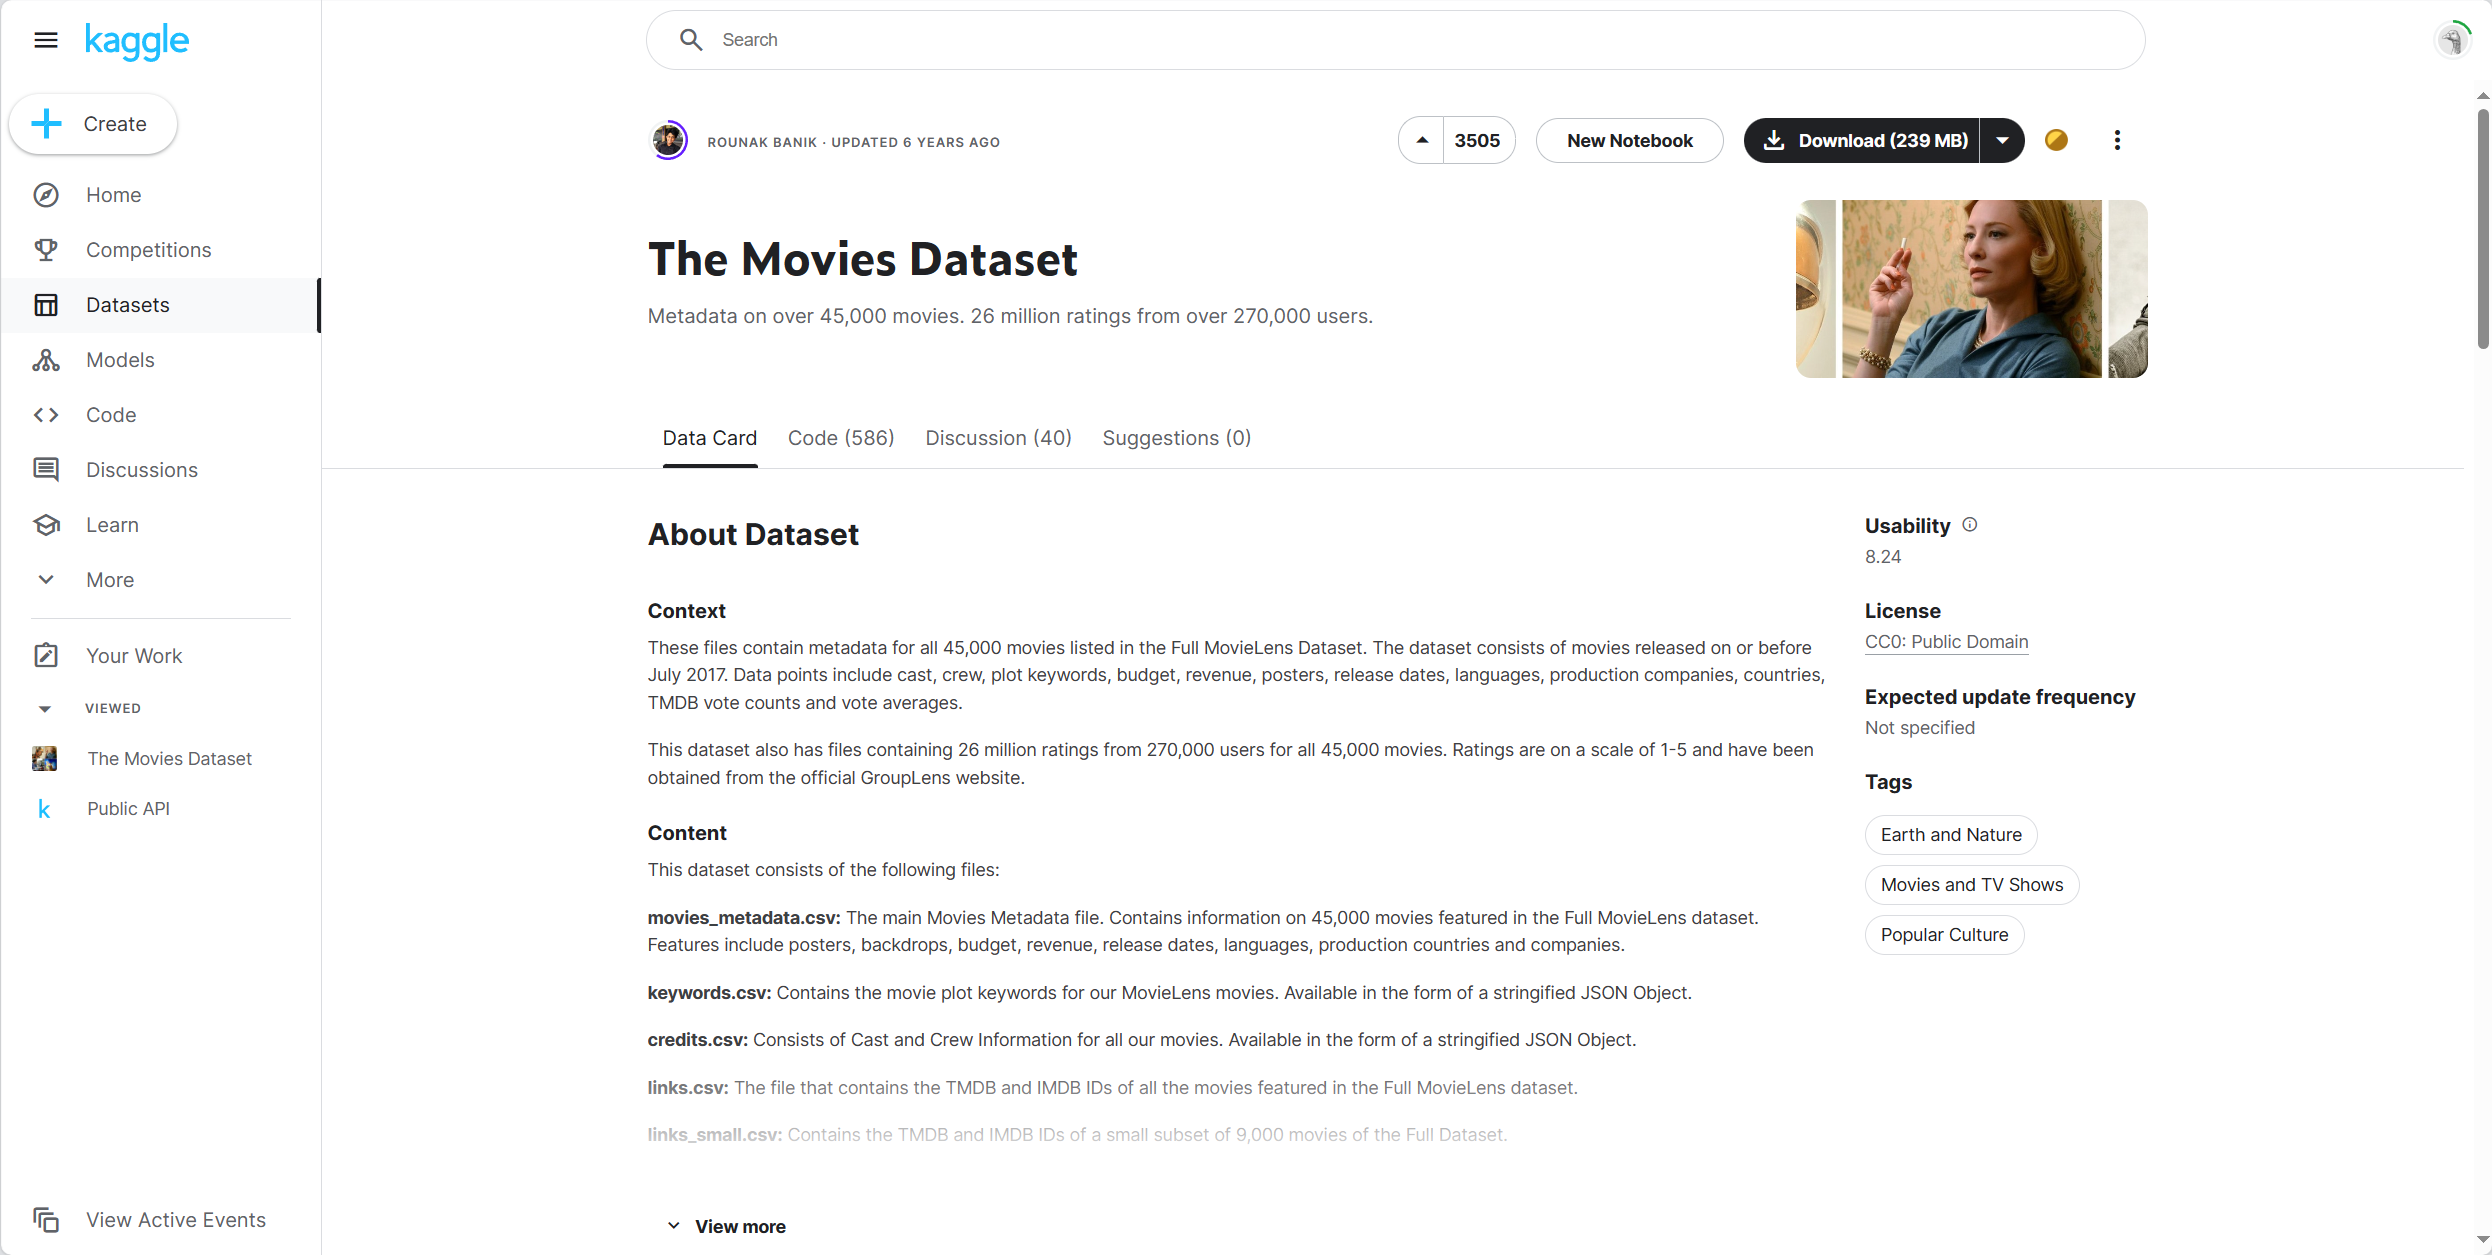 kaggle
Search
Create
Home
Competitions
Datasets
Models
Code
Discussions
Learn
More
Your Work
VIEWED
The Movies Dataset
Public API
View Active Events
ROUNAK BANIK · UPDATED 6 YEARS AGO
3505
New Notebook
Download (239 MB)
The Movies Dataset
Metadata on over 45,000 movies. 26 million ratings from over 270,000 users.
Data Card
Code (586)
Discussion (40)
Suggestions (0)
About Dataset
Context
These files contain metadata for all 45,000 movies listed in the Full MovieLens Dataset. The dataset consists of movies released on or before
July 2017. Data points include cast, crew, plot keywords, budget, revenue, posters, release dates, languages, production companies, countries,
TMDB vote counts and vote averages.
This dataset also has files containing 26 million ratings from 270,000 users for all 45,000 movies. Ratings are on a scale of 1-5 and have been
obtained from the official GroupLens website.
Content
This dataset consists of the following files:
movies_metadata.csv: The main Movies Metadata file. Contains information on 45,000 movies featured in the Full MovieLens dataset.
Features include posters, backdrops, budget, revenue, release dates, languages, production countries and companies.
keywords.csv: Contains the movie plot keywords for our MovieLens movies. Available in the form of a stringified JSON Object.
credits.csv: Consists of Cast and Crew Information for all our movies. Available in the form of a stringified JSON Object.
links.csv: The file that contains the TMDB and IMDB IDs of all the movies featured in the Full MovieLens dataset.
links_small.csv: Contains the TMDB and IMDB IDs of a small subset of 9,000 movies of the Full Dataset.
View more
Usability
8.24
License
CC0: Public Domain
Expected update frequency
Not specified
Tags
Earth and Nature
Movies and TV Shows
Popular Culture